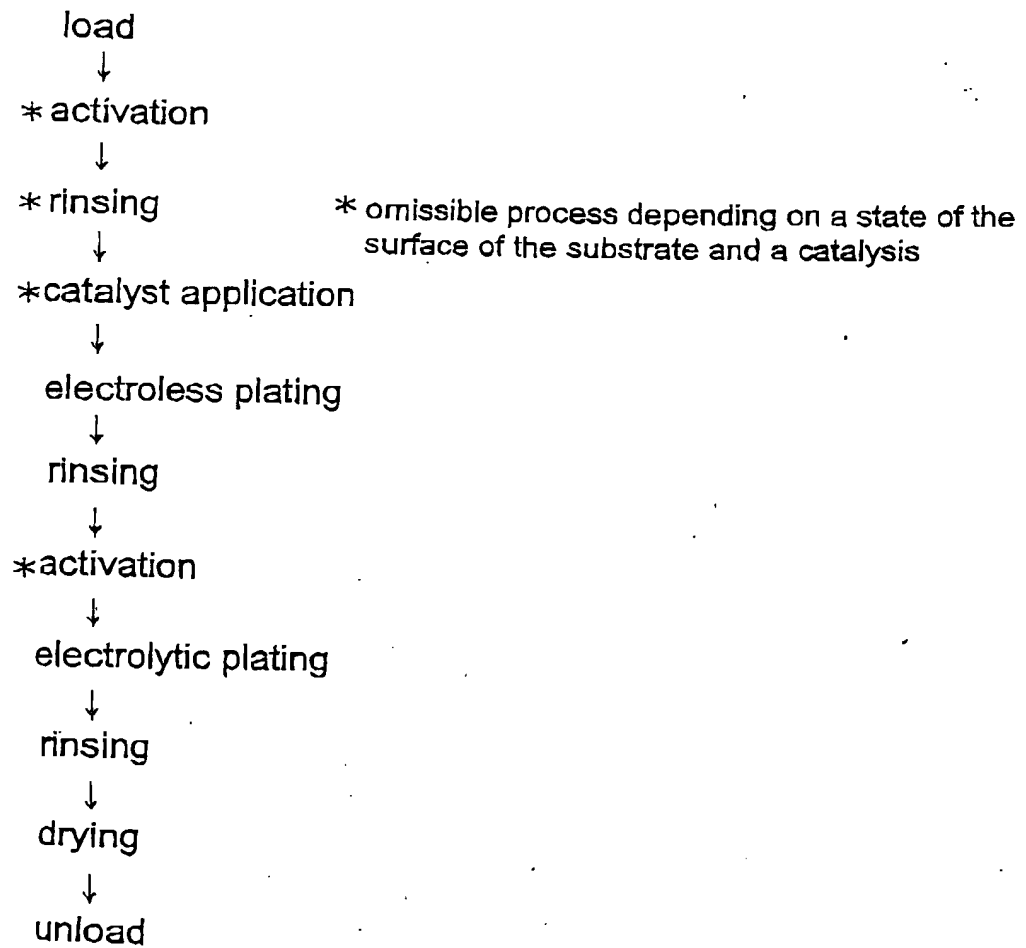 load
↓
* activation
↓
* rinsing
↓
* catalyst application
↓
electroless plating
↓
rinsing
↓
* activation
↓
electrolytic plating
↓
rinsing
↓
drying
↓
unload
* omissible process depending on a state of the
surface of the substrate and a catalysis